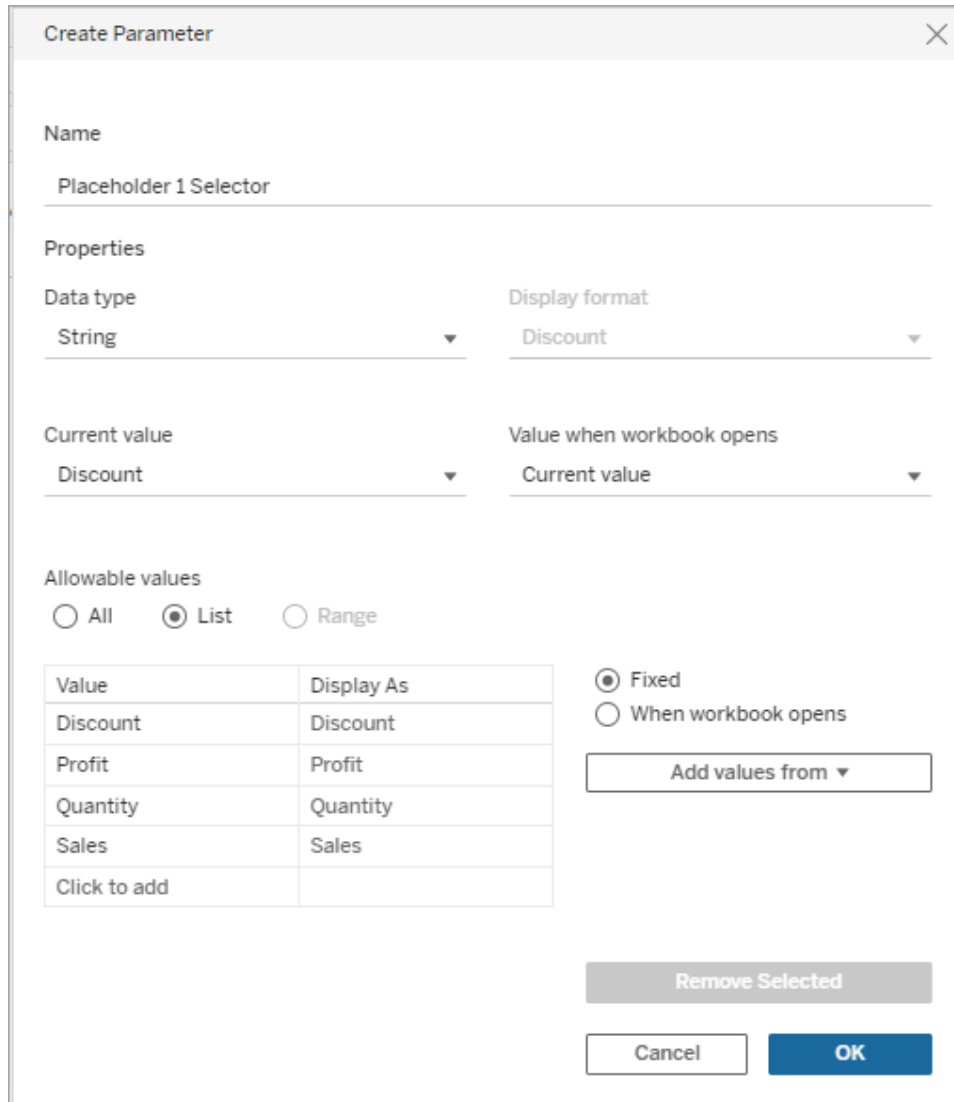 Create Parameter
Name
Placeholder 1 Selector
Properties
Data type
Display format
String
Discount
Current value
Value when workbook opens
Discount
Current value
Allowable values
All
List
Range
Value
Display As
Fixed
When workbook opens
Discount
Discount
Profit
Profit
Add values from
Quantity
Quantity
Sales
Sales
Click to add
Remove Selected
Cancel
OK